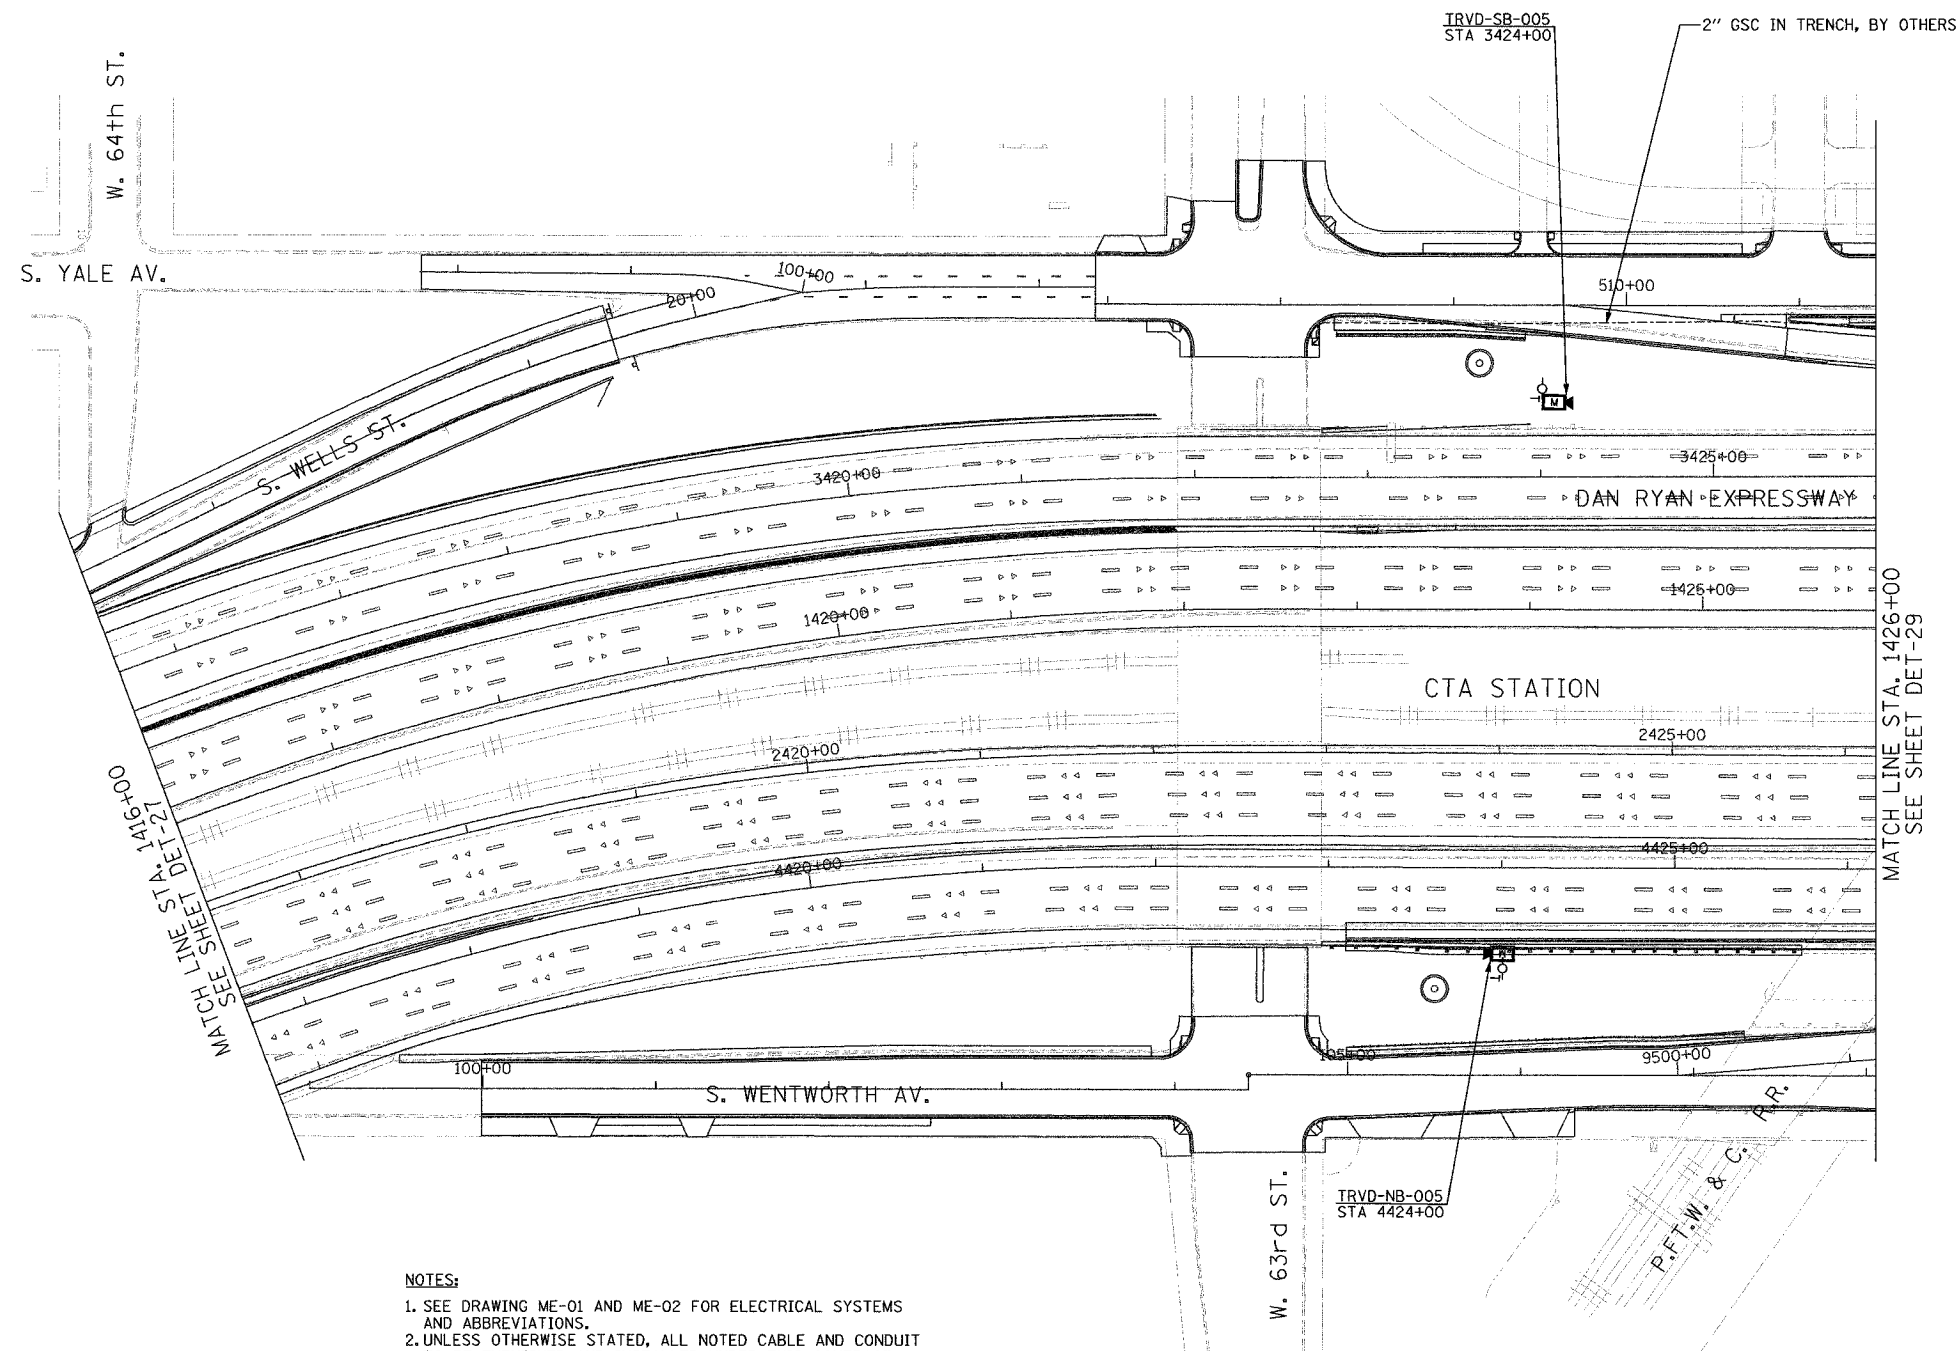 TRVD-SB-005
STA 3424+00
2" GSC IN TRENCH, BY OTHERS
W. 64th ST.
S. YALE AV.
100+00
20+00
510+00
S. WELLS ST.
3420+00
3425+00
DAN RYAN EXPRESSWAY
1420+00
1425+00
CTA STATION
2420+00
2425+00
MATCH LINE STA. 1426+00
SEE SHEET DET-29
MATCH LINE STA. 1416+00
SEE SHEET DET-27
4420+00
4425+00
M
100+00
105+00
9500+00
S. WENTWORTH AV.
TRVD-NB-005
STA 4424+00
W. 63rd ST.
P.FT.W. & C. R.R.
NOTES:
1. SEE DRAWING ME-01 AND ME-02 FOR ELECTRICAL SYSTEMS
AND ABBREVIATIONS.
2. UNLESS OTHERWISE STATED, ALL NOTED CABLE AND CONDUIT